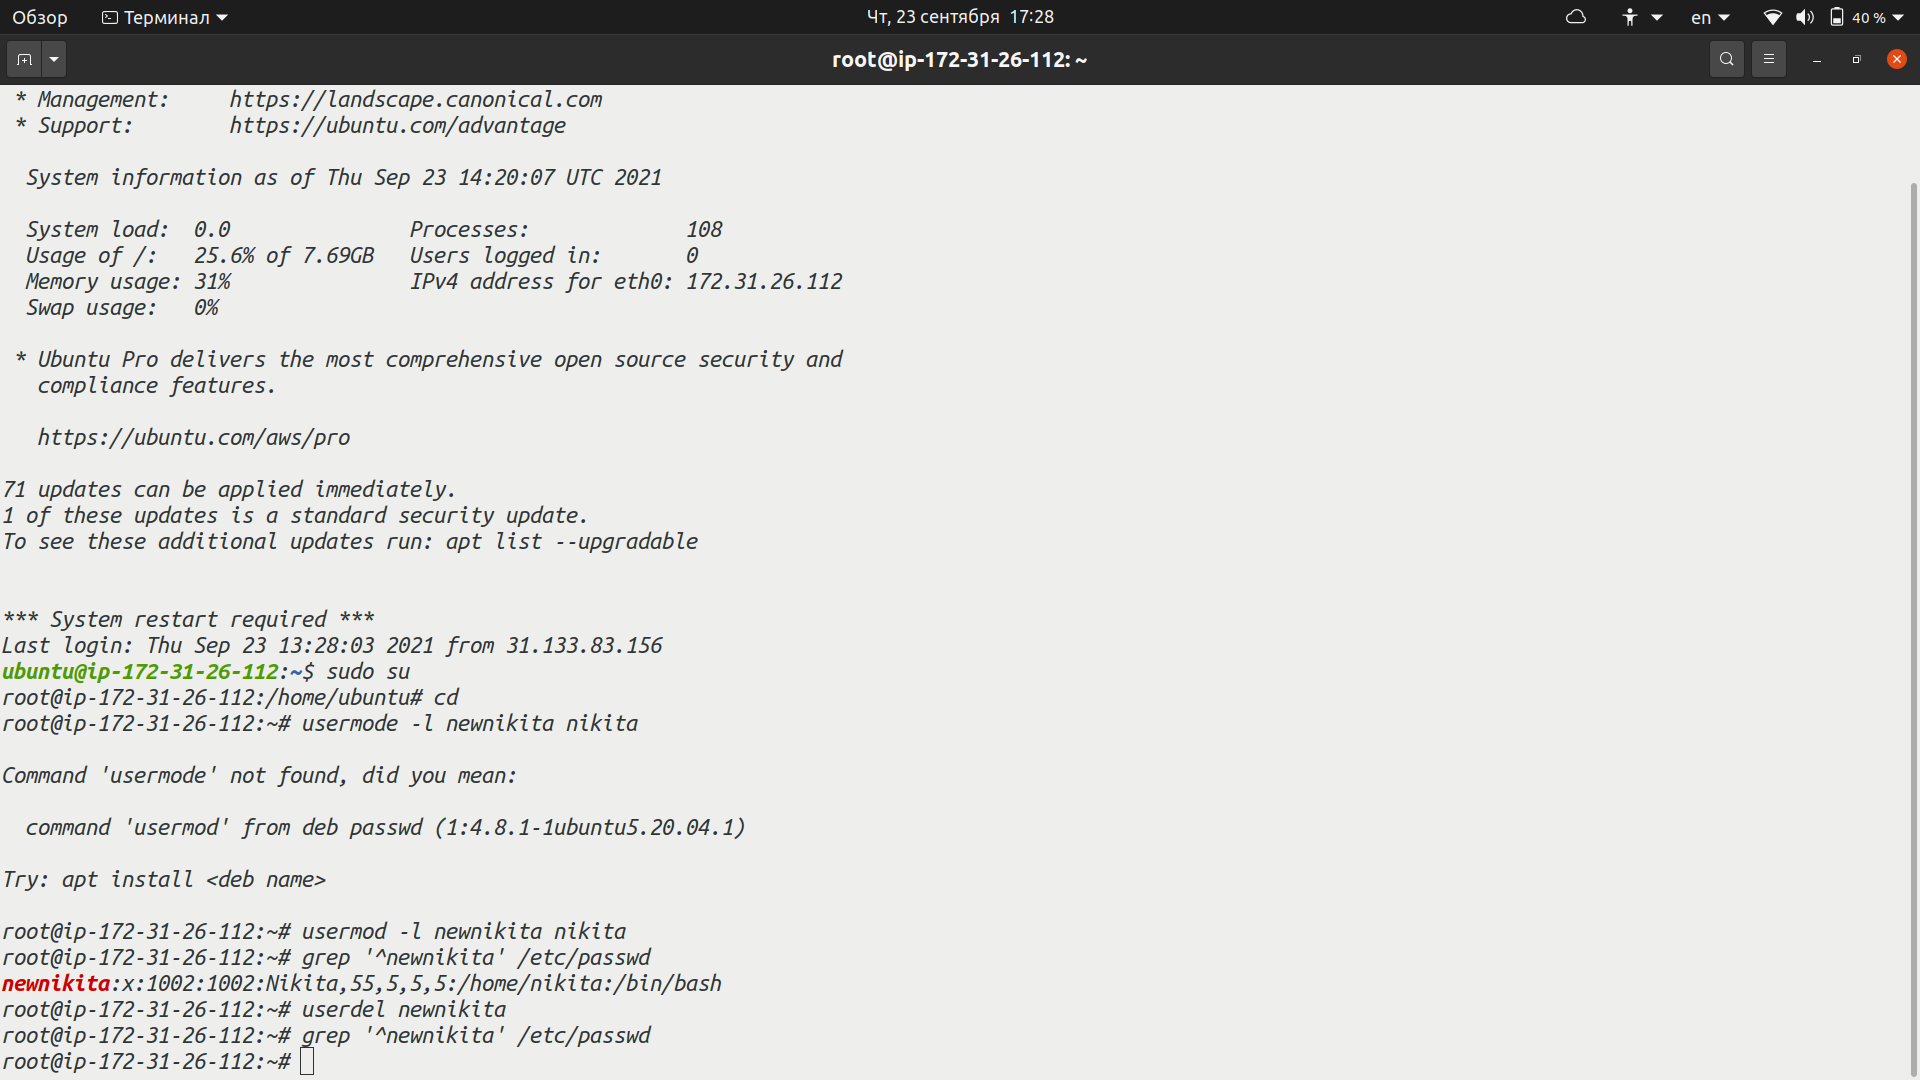 Обзор Терминал Чт, 23 сентября 17:28 en 40 %
root@ip-172-31-26-112: ~
* Management: https://landscape.canonical.com
* Support: https://ubuntu.com/advantage
System information as of Thu Sep 23 14:20:07 UTC 2021
System load: 0.0 Processes: 108
Usage of /: 25.6% of 7.69GB Users logged in: 0
Memory usage: 31% IPv4 address for eth0: 172.31.26.112
Swap usage: 0%
* Ubuntu Pro delivers the most comprehensive open source security and
compliance features.
https://ubuntu.com/aws/pro
71 updates can be applied immediately.
1 of these updates is a standard security update.
To see these additional updates run: apt list --upgradable
*** System restart required ***
Last login: Thu Sep 23 13:28:03 2021 from 31.133.83.156
ubuntu@ip-172-31-26-112:~$ sudo su
root@ip-172-31-26-112:/home/ubuntu# cd
root@ip-172-31-26-112:~# usermode -l newnikita nikita
Command 'usermode' not found, did you mean:
command 'usermod' from deb passwd (1:4.8.1-1ubuntu5.20.04.1)
Try: apt install <deb name>
root@ip-172-31-26-112:~# usermod -l newnikita nikita
root@ip-172-31-26-112:~# grep '^newnikita' /etc/passwd
newnikita:x:1002:1002:Nikita,55,5,5,5:/home/nikita:/bin/bash
root@ip-172-31-26-112:~# userdel newnikita
root@ip-172-31-26-112:~# grep '^newnikita' /etc/passwd
root@ip-172-31-26-112:~#